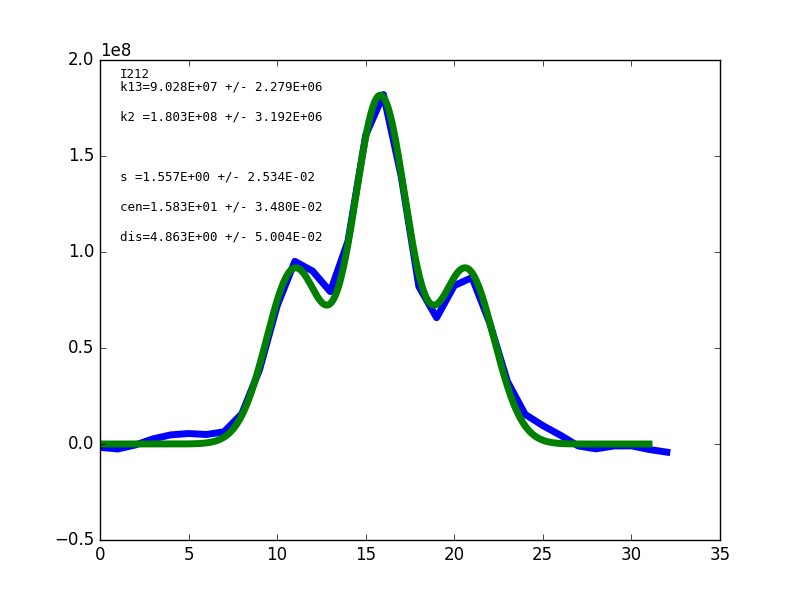 1e8
2.0
I212
k13=9.028E+07 +/- 2.279E+06
k2 =1.803E+08 +/- 3.192E+06
1.5
s =1.557E+00 +/- 2.534E-02
cen=1.583E+01 +/- 3.480E-02
dis=4.863E+00 +/- 5.004E-02
1.0
0.5
0.0
−0.5
0 5 10 15 20 25 30 35